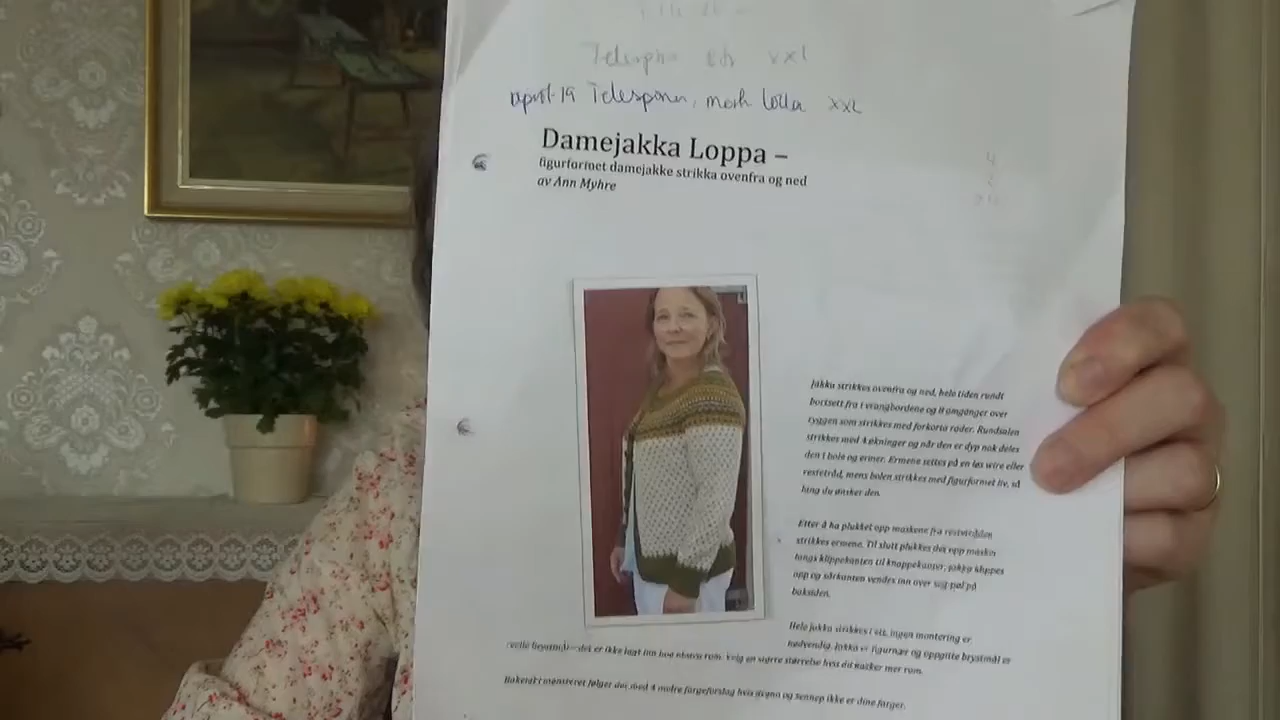 april-19 Telespinn, mork Lolla XXL
Damejakka Loppa –
figurformet damejakke strikka ovenfra og ned
av Ann Myhre
Jakka strikkes ovenfra og ned, hele tiden rundt
bortsett fra i vrangbordene og 8 omganger over
ryggen som strikkes med forkorta rader. Rundsalen
strikkes med 4 økninger og når den er dyp nok deles
den i bole og ermer. Ermene settes på en løs wire eller
restetråd, mens bolen strikkes med figurformet liv, så
lang du ønsker den.
Etter å ha plukket opp maskene fra restetråden
strikkes ermene. Til slutt plukkes det opp masker
langs klippekanten til knappekanter, jakka klippes
opp og sårkanten vendes inn over seg på
baksiden.
Hele jakka strikkes i ett, ingen montering er
nødvendig. Jakka er figurnær og oppgitte brystmål er
det er ikke lagt inn noe ekstra rom. Velg en større størrelse hvis du ønsker mer rom.
Bakerst i mønsteret følger det med 4 andre fargeforslag hvis grønn og sennep ikke er dine farger.